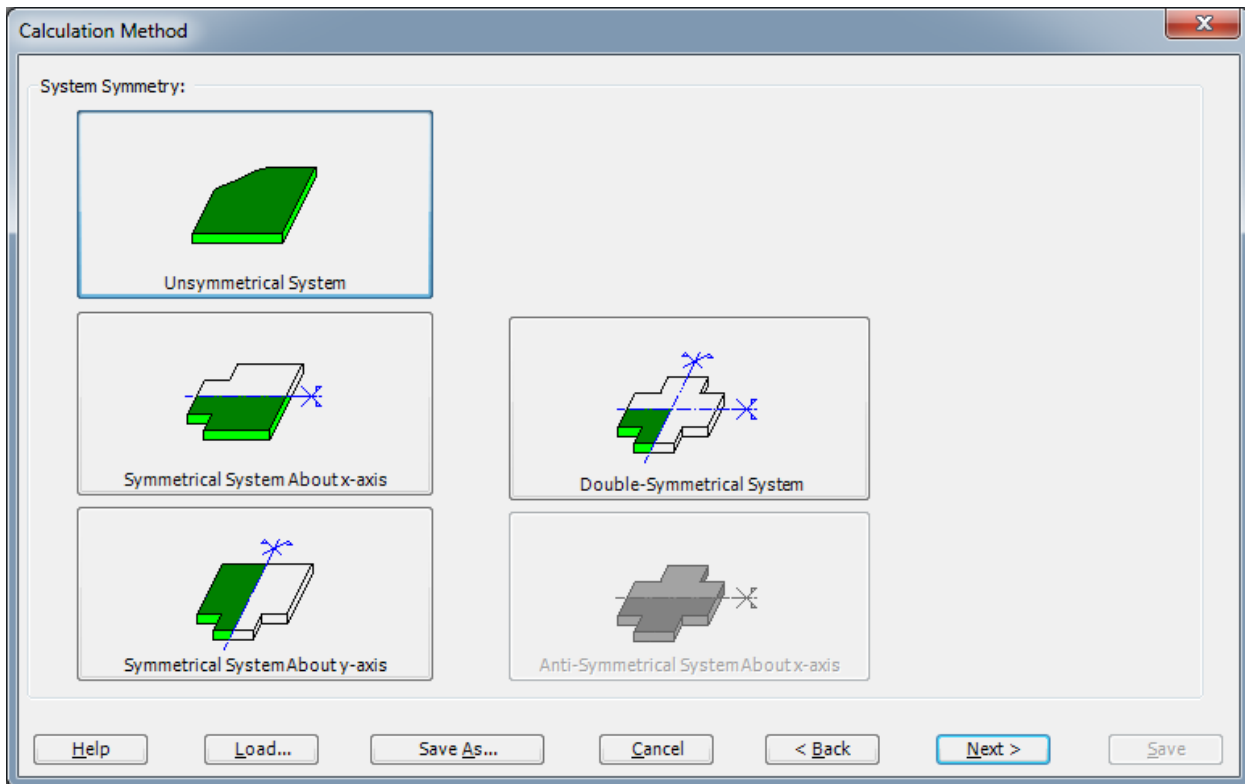 Calculation Method
System Symmetry:
Unsymmetrical System
Symmetrical System About x-axis
Double-Symmetrical System
Symmetrical System About y-axis
Anti-Symmetrical System About x-axis
Help
Load...
Save As...
Cancel
< Back
Next >
Save